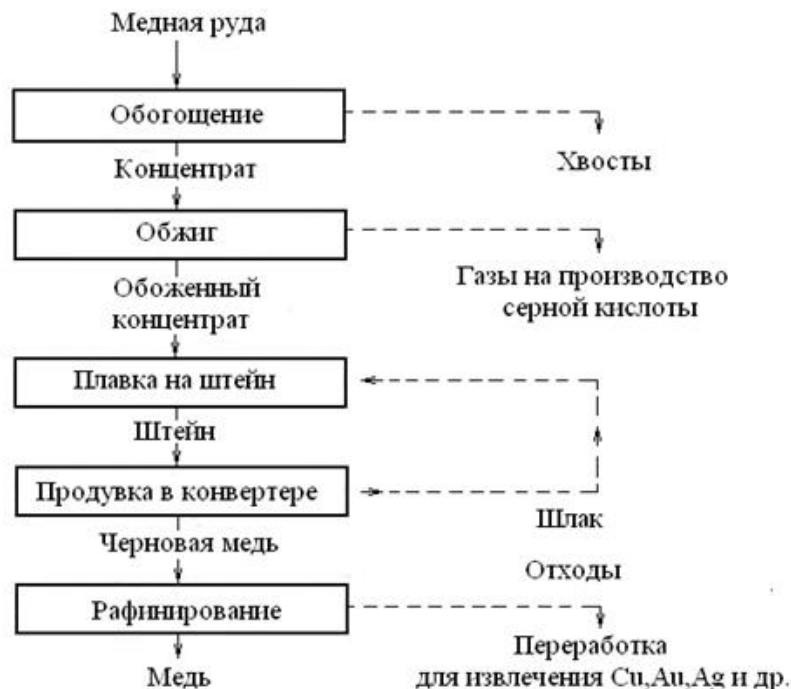 Медная руда
Обогощение
Концентрат
Хвосты
Обжиг
Обоженный
концентрат
Газы на производство
серной кислоты
Плавка на штейн
Штейн
Продувка в конвертере
Шлак
Черновая медь
Отходы
Рафинирование
Медь
Переработка
для извлечения Cu,Au,Ag и др.